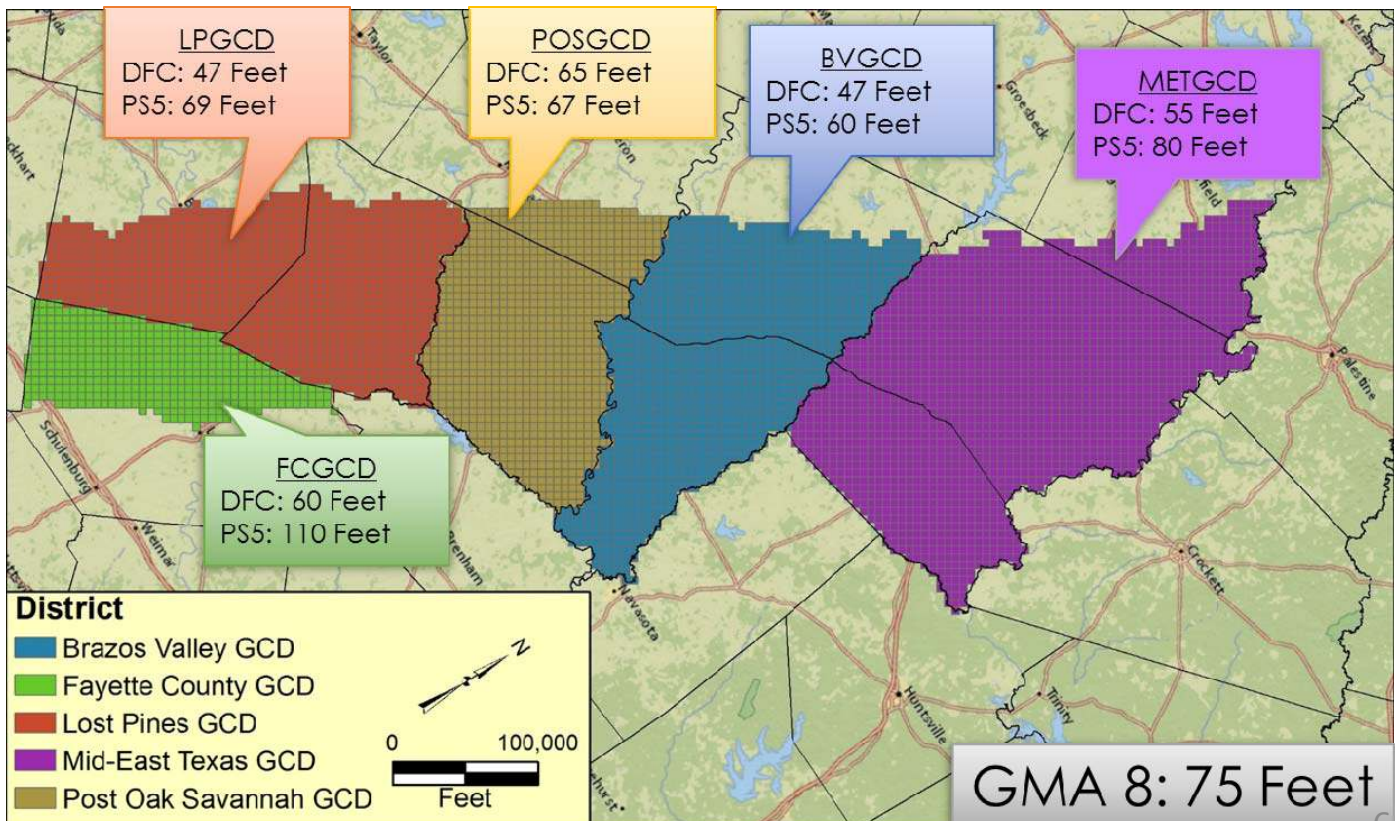 LPGCD
DFC: 47 Feet
PS5: 69 Feet
POSGCD
DFC: 65 Feet
PS5: 67 Feet
BVGCD
DFC: 47 Feet
PS5: 60 Feet
METGCD
DFC: 55 Feet
PS5: 80 Feet
FCGCD
DFC: 60 Feet
PS5: 110 Feet
Taylor
Groesbeck
Kerens
Palestine
Schulenburg
Weimar
Navasota
Crockett
Huntsville
Trinity
District
Brazos Valley GCD
Fayette County GCD
Lost Pines GCD
Mid-East Texas GCD
Post Oak Savannah GCD
N
0 100,000
Feet
GMA 8: 75 Feet